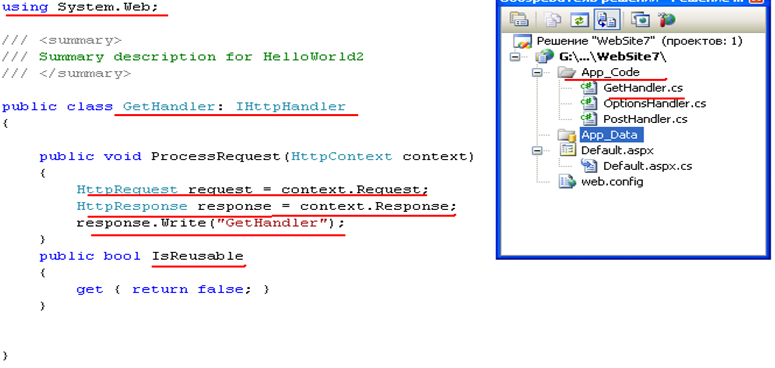 using System.Web;
/// <summary>
/// Summary description for HelloWorld2
/// </summary>
public class GetHandler: IHttpHandler
{
public void ProcessRequest(HttpContext context)
{
HttpRequest request = context.Request;
HttpResponse response = context.Response;
response.Write("GetHandler");
}
public bool IsReusable
{
get { return false; }
}
}
Решение "WebSite7" (проектов: 1)
G:\...\WebSite7\
App_Code
GetHandler.cs
OptionsHandler.cs
PostHandler.cs
App_Data
Default.aspx
Default.aspx.cs
web.config